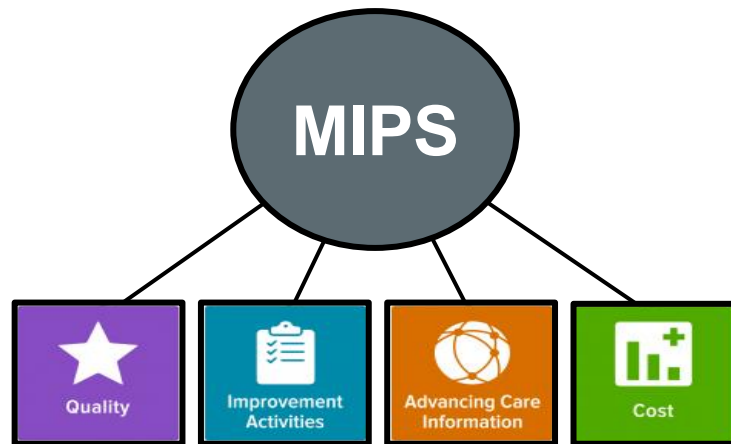 MIPS
Quality
Improvement
Activities
Advancing Care
Information
Cost